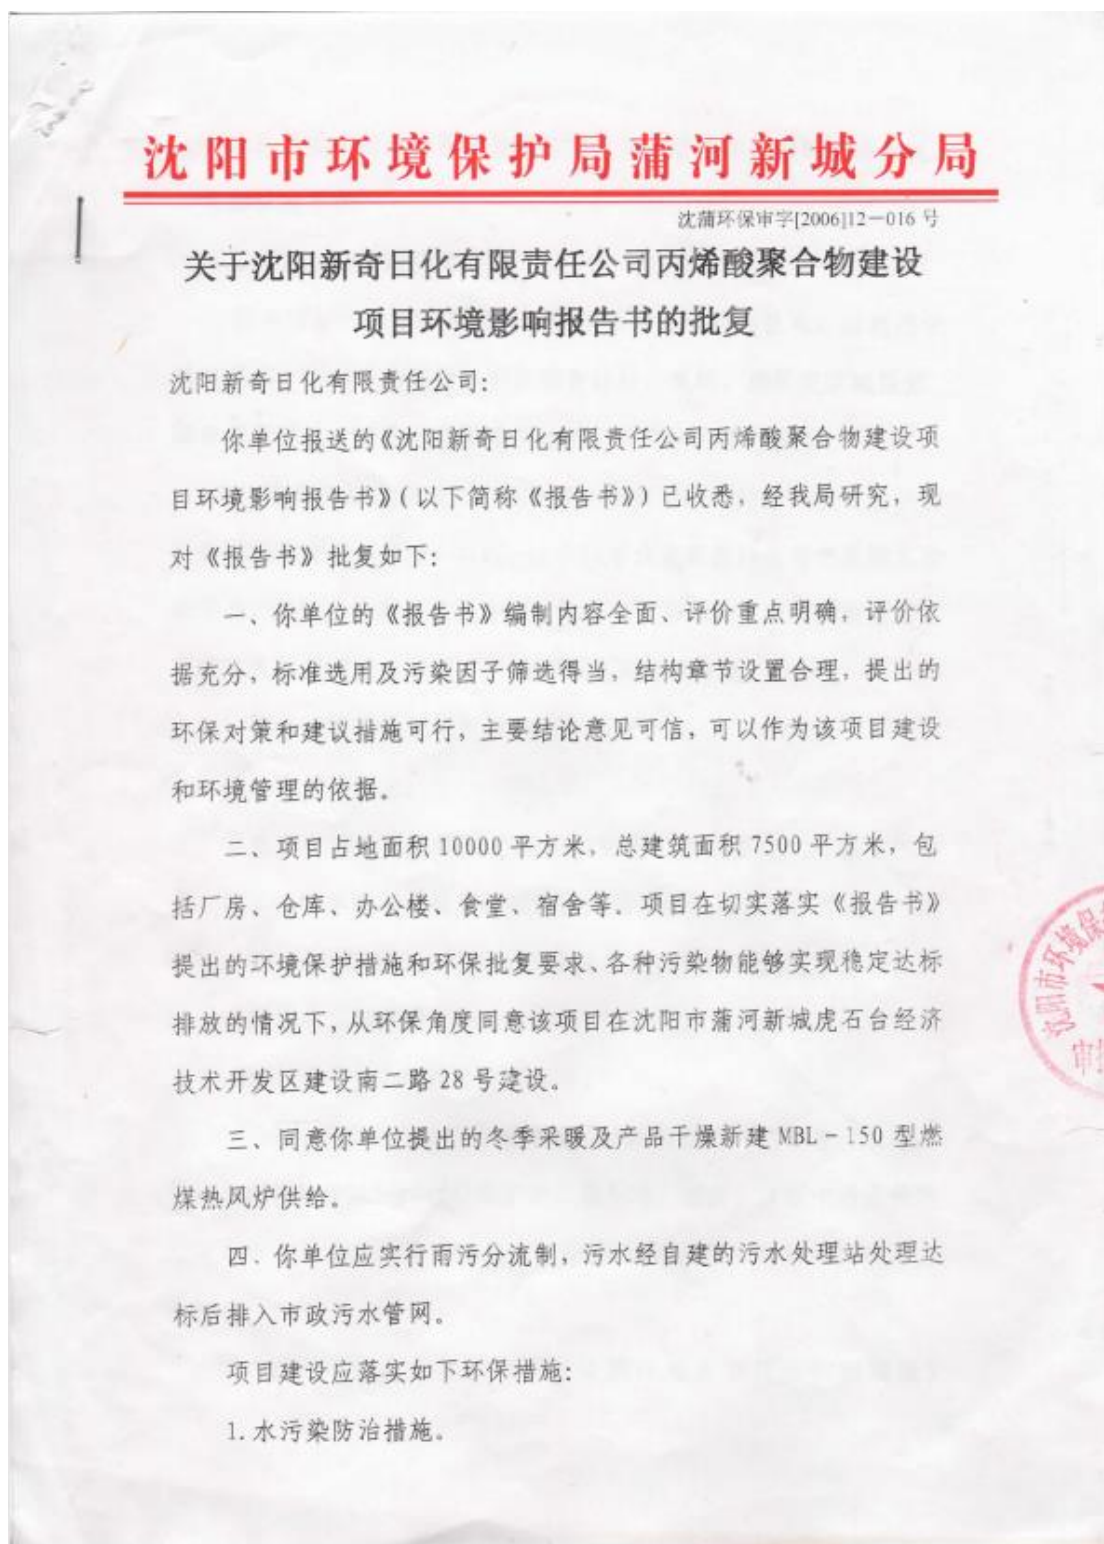 沈阳市环境保护局蒲河新城分局
沈蒲环保审字[2006]12－016 号
关于沈阳新奇日化有限责任公司丙烯酸聚合物建设
项目环境影响报告书的批复
沈阳新奇日化有限责任公司：
你单位报送的《沈阳新奇日化有限责任公司丙烯酸聚合物建设项
目环境影响报告书》（以下简称《报告书》）已收悉，经我局研究，现
对《报告书》批复如下：
一、你单位的《报告书》编制内容全面、评价重点明确，评价依
据充分，标准选用及污染因子筛选得当，结构章节设置合理，提出的
环保对策和建议措施可行，主要结论意见可信，可以作为该项目建设
和环境管理的依据。
二、项目占地面积 10000 平方米，总建筑面积 7500 平方米，包
括厂房、仓库、办公楼、食堂、宿舍等。项目在切实落实《报告书》
提出的环境保护措施和环保批复要求、各种污染物能够实现稳定达标
排放的情况下，从环保角度同意该项目在沈阳市蒲河新城虎石台经济
技术开发区建设南二路 28 号建设。
三、同意你单位提出的冬季采暖及产品干燥新建 MBL－150 型燃
煤热风炉供给。
四．你单位应实行雨污分流制，污水经自建的污水处理站处理达
标后排入市政污水管网。
项目建设应落实如下环保措施：
1.水污染防治措施。
沈阳市环境保
审批